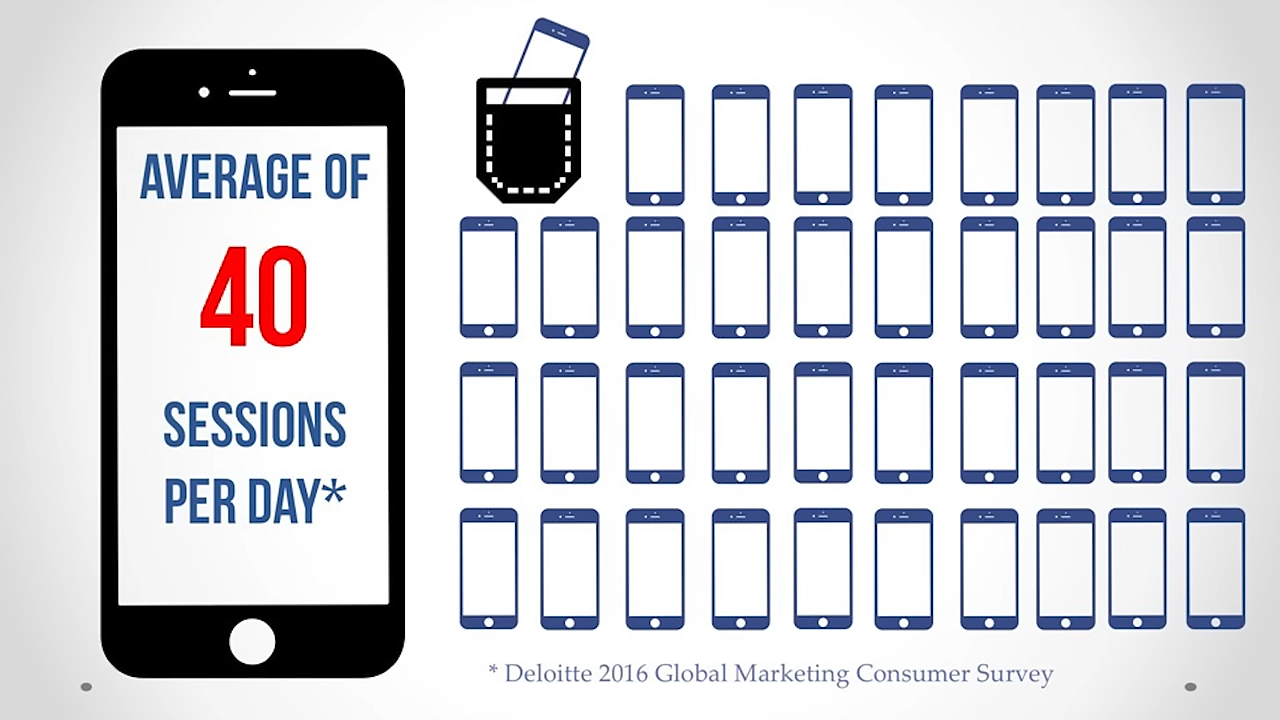 AVERAGE OF
40
SESSIONS
PER DAY*
* Deloitte 2016 Global Marketing Consumer Survey